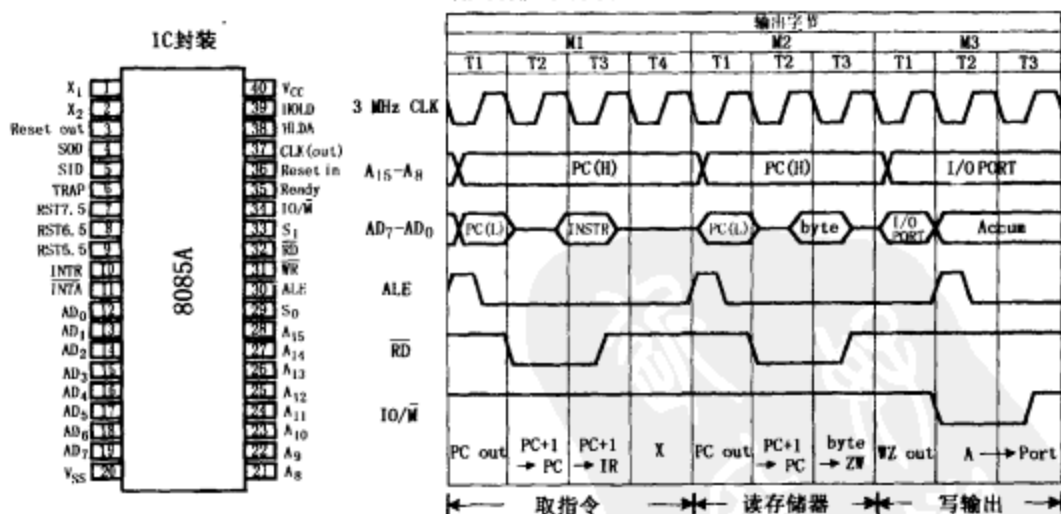 IC封装
X1 1 40 VCC
X2 2 39 HOLD
Reset out 3 38 HLDA
SOD 4 37 CLK(out)
SID 5 36 Reset in
TRAP 6 35 Ready
RST7.5 7 34 IO/M̅
RST6.5 8 33 S1
RST5.5 9 32 R̅D̅
INTR 10 31 W̅R̅
I̅N̅T̅A̅ 11 30 ALE
AD0 12 29 S0
AD1 13 28 A15
AD2 14 27 A14
AD3 15 26 A13
AD4 16 25 A12
AD5 17 24 A11
AD6 18 23 A10
AD7 19 22 A9
VSS 20 21 A8
8085A
输出字节
M1 M2 M3
T1 T2 T3 T4 T1 T2 T3 T1 T2 T3
3 MHz CLK
A15-A8 PC(H) PC(H) I/O PORT
AD7-AD0 PC(L) INSTR PC(L) byte I/O PORT Accum
ALE
R̅D̅
IO/M̅
PC out PC+1 → PC PC+1 → IR X PC out PC+1 → PC byte → ZW WZ out A → Port
取指令 读存储器 写输出